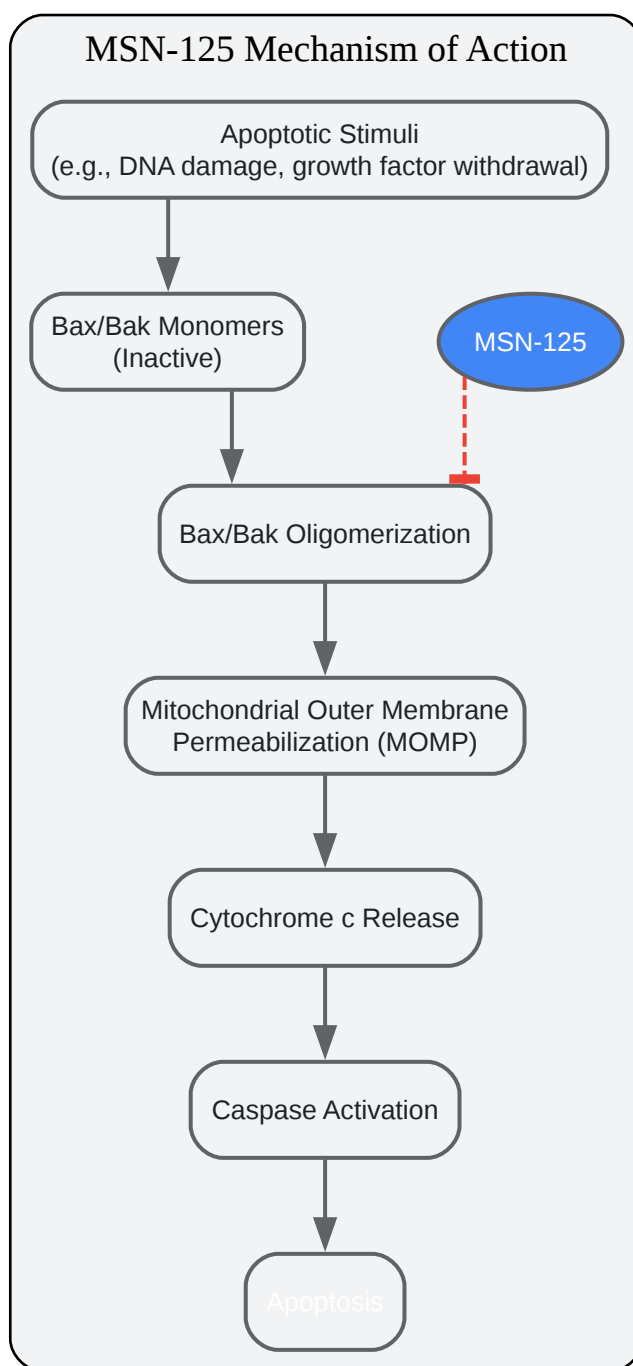 MSN-125 Mechanism of Action
Apoptotic Stimuli
(e.g., DNA damage, growth factor withdrawal)
Bax/Bak Monomers
(Inactive)
MSN-125
Bax/Bak Oligomerization
Mitochondrial Outer Membrane
Permeabilization (MOMP)
Cytochrome c Release
Caspase Activation
Apoptosis